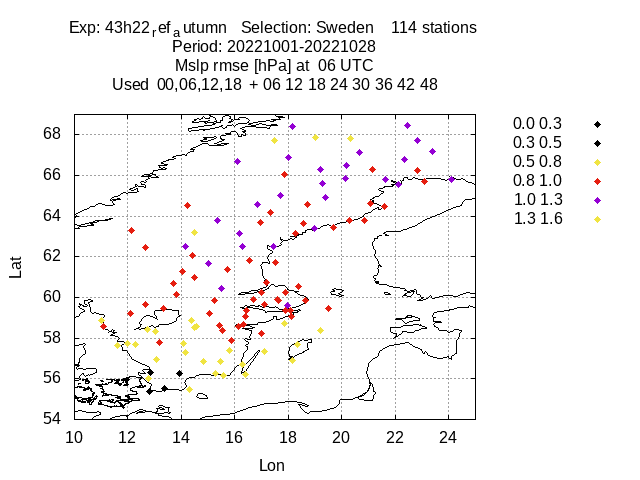 Exp: 43h22refautumn Selection: Sweden 114 stations
Period: 20221001-20221028
Mslp rmse [hPa] at 06 UTC
Used 00,06,12,18 + 06 12 18 24 30 36 42 48
68
66
64
62
60
58
56
54
Lat
10 12 14 16 18 20 22 24
Lon
0.0 0.3
0.3 0.5
0.5 0.8
0.8 1.0
1.0 1.3
1.3 1.6